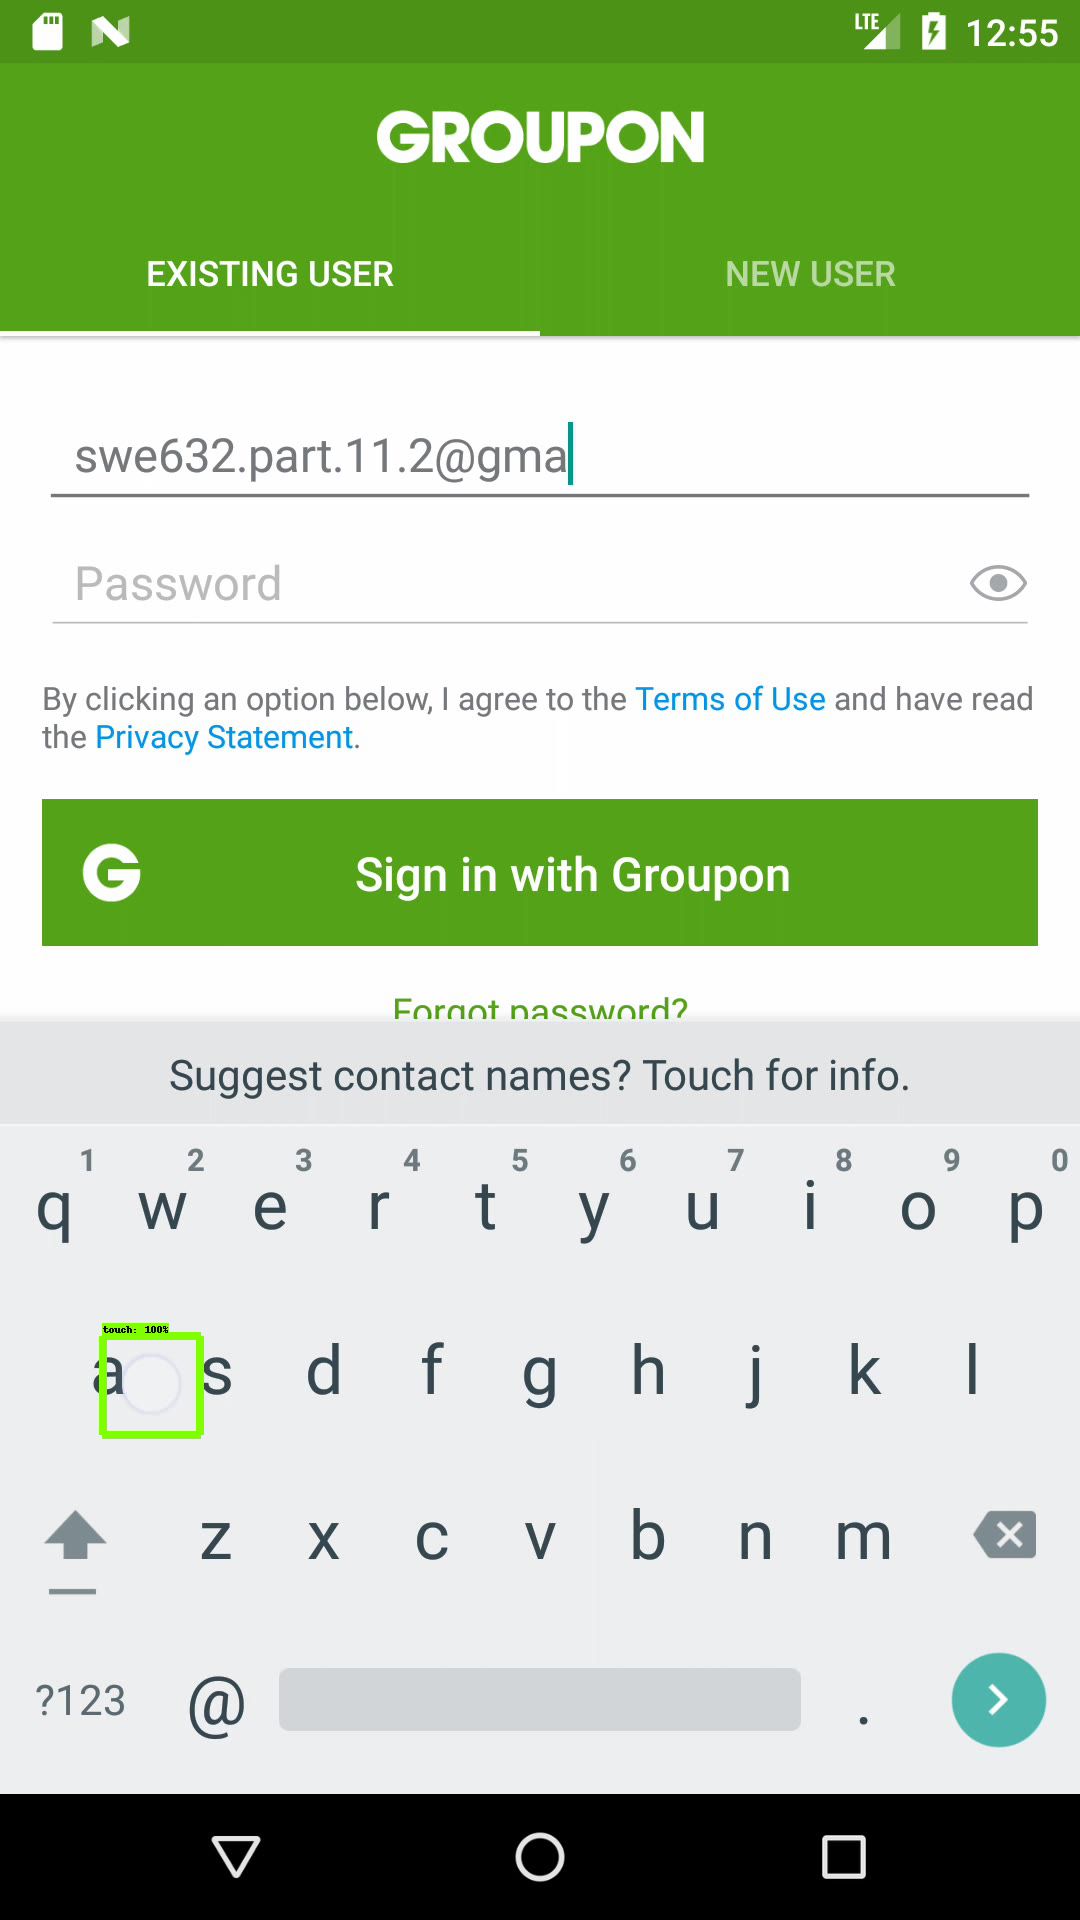 LTE 12:55
GROUPON
EXISTING USER NEW USER
swe632.part.11.2@gma
Password
By clicking an option below, I agree to the Terms of Use and have read
the Privacy Statement.
G Sign in with Groupon
Forgot password?
Suggest contact names? Touch for info.
1 2 3 4 5 6 7 8 9 0
q w e r t y u i o p
touch: 100%
a s d f g h j k l
z x c v b n m
?123 @ .